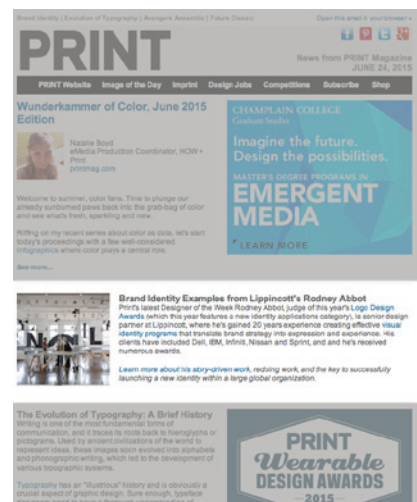 Brand Identity | Evolution of Typography | Avengers Assemble | Future Classic
Open this email in your browser
PRINT
News from PRINT Magazine
JUNE 24, 2015
PRINT Website Image of the Day Imprint Design Jobs Competitions Subscribe Shop
Wunderkammer of Color, June 2015
Edition
Natalie Boyd
eMedia Production Coordinator, HOW+
Print
printmag.com
Welcome to summer, color fans. Time to plunge our
already sunburned paws back into the grab-bag of color
and see what's fresh, sparkling and new.
Riffing on my recent series about color as data, let's start
today's proceedings with a few well-considered
infographics where color plays a central role.
See more...
CHAMPLAIN COLLEGE
Graduate Studies
Imagine the future.
Design the possibilities.
MASTER'S DEGREE PROGRAMS IN
EMERGENT
MEDIA
LEARN MORE
Brand Identity Examples from Lippincott's Rodney Abbot
Print's latest Designer of the Week Rodney Abbot, judge of this year's Logo Design
Awards (which this year features a new identity applications category), is senior design
partner at Lippincott, where he's gained 20 years experience creating effective visual
identity programs that translate brand strategy into expression and experience. His
clients have included Dell, IBM, Infiniti, Nissan and Sprint, and and he's received
numerous awards.
Learn more about his story-driven work, redoing work, and the key to successfully
launching a new identity within a large global organization.
The Evolution of Typography: A Brief History
Writing is one of the most fundamental forms of
communication, and it traces its roots back to hieroglyphs or
pictograms. Used by ancient civilizations of the world to
represent ideas, these images soon evolved into alphabets
and phonographic writing, which led to the development of
various typographic systems.
Typography has an "illustrious" history and is obviously a
crucial aspect of graphic design. Sure enough, typeface
PRINT
Wearable
DESIGN AWARDS
2015